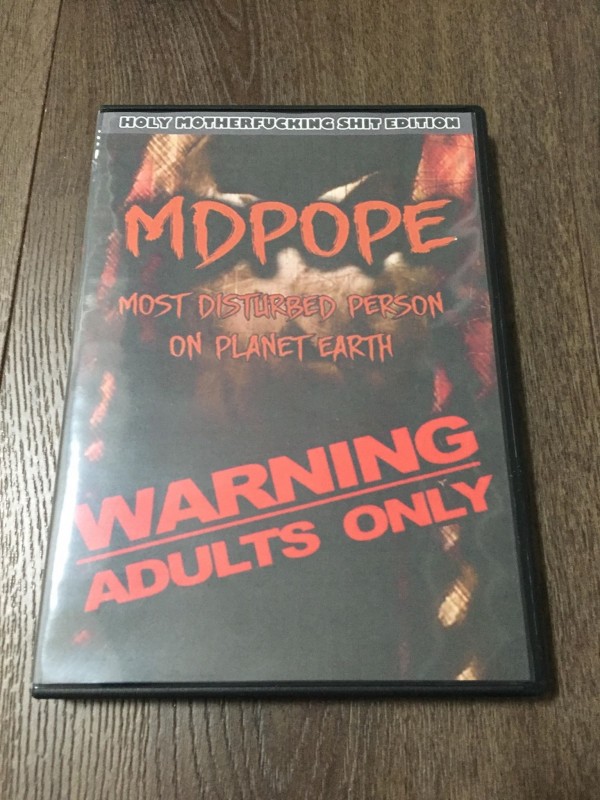 HOLY MOTHERFUCKING SHIT EDITION
MDPOPE
MOST DISTURBED PERSON
ON PLANET EARTH
WARNING
ADULTS ONLY